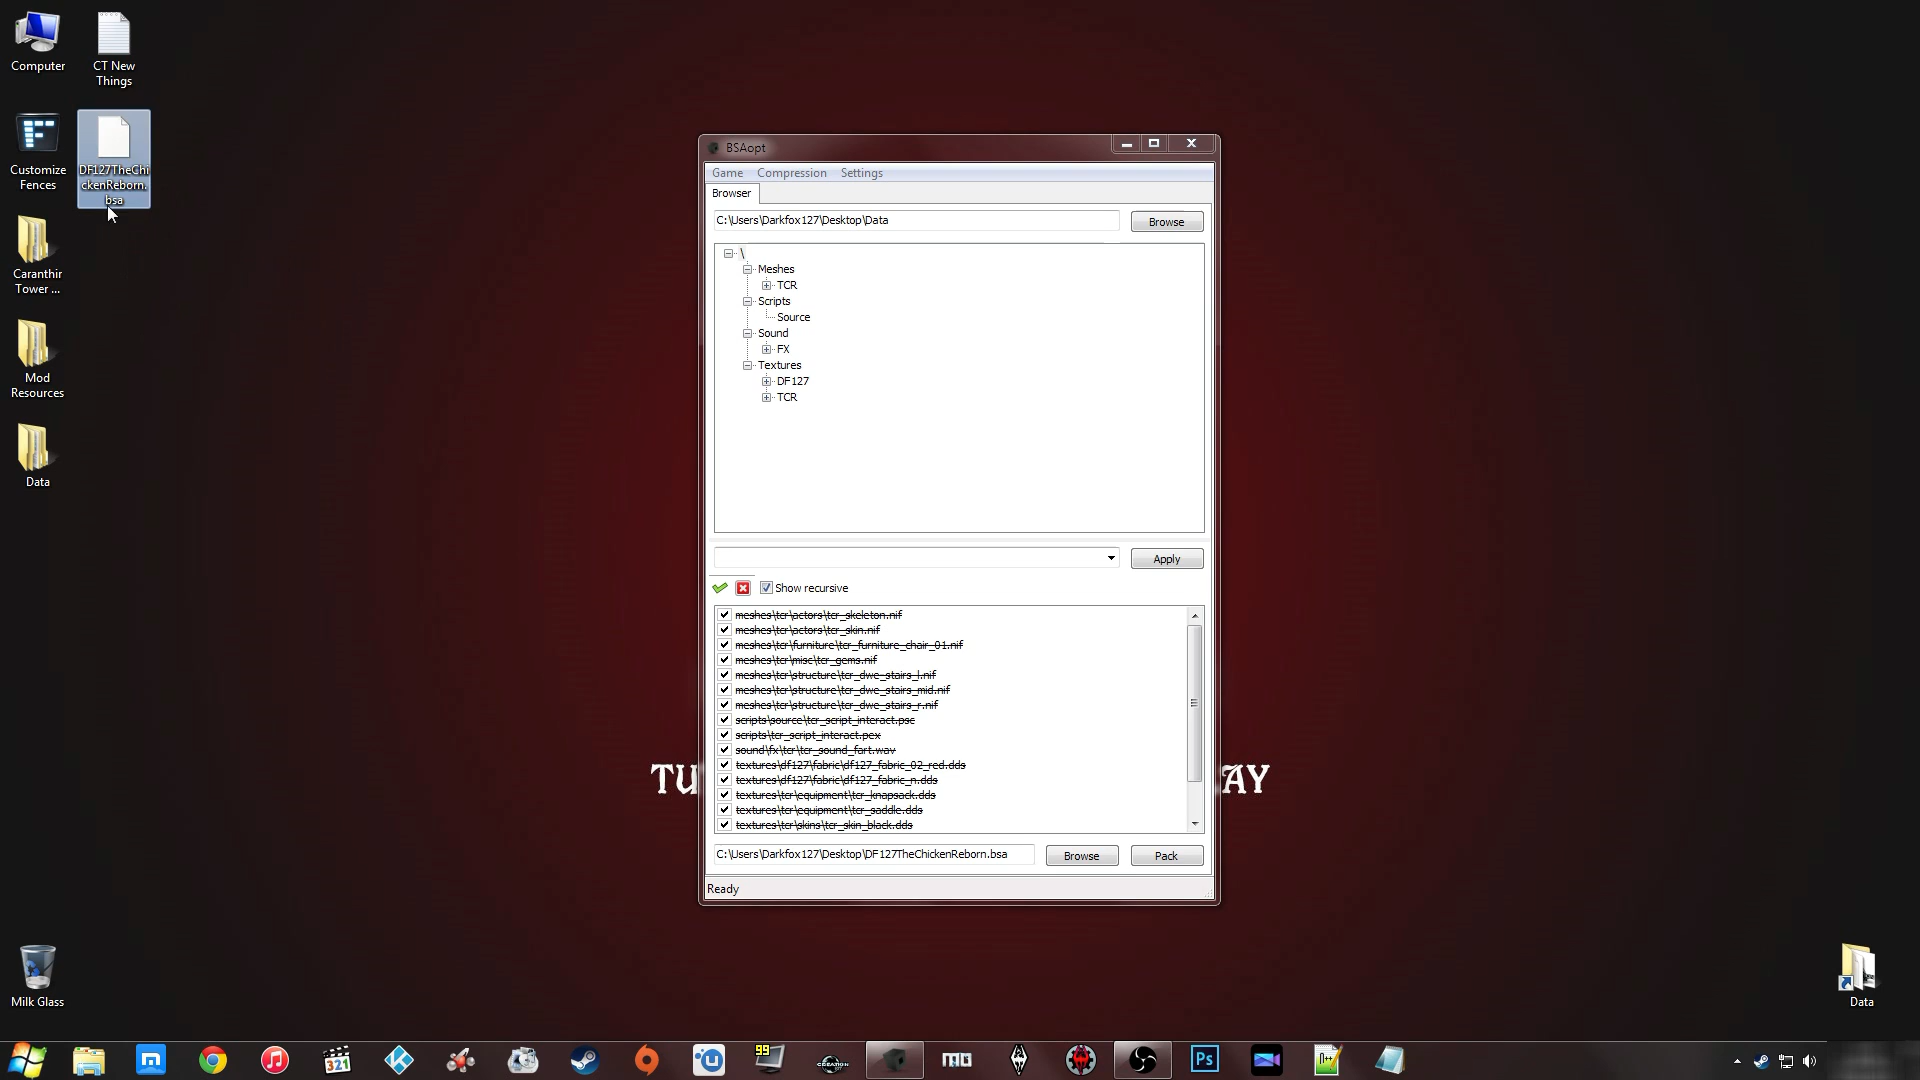 Computer
CT New
Things
Customize
Fences
DF127TheChi
ckenReborn.
bsa
Caranthir
Tower ...
Mod
Resources
Data
Milk Glass
Data
BSAopt
Game Compression Settings
Browser
C:\Users\Darkfox127\Desktop\Data Browse
\
Meshes
TCR
Scripts
Source
Sound
FX
Textures
DF127
TCR
Apply
Show recursive
meshes\tcr\actors\tcr_skeleton.nif
meshes\tcr\actors\tcr_skin.nif
meshes\tcr\furniture\tcr_furniture_chair_01.nif
meshes\tcr\misc\tcr_gems.nif
meshes\tcr\structure\tcr_dwe_stairs_l.nif
meshes\tcr\structure\tcr_dwe_stairs_mid.nif
meshes\tcr\structure\tcr_dwe_stairs_r.nif
scripts\source\tcr_script_interact.psc
scripts\tcr_script_interact.pex
sound\fx\tcr\tcr_sound_fart.wav
textures\df127\fabric\df127_fabric_02_red.dds
textures\df127\fabric\df127_fabric_n.dds
textures\tcr\equipment\tcr_knapsack.dds
textures\tcr\equipment\tcr_saddle.dds
textures\tcr\skins\tcr_skin_black.dds
C:\Users\Darkfox127\Desktop\DF127TheChickenReborn.bsa Browse Pack
Ready
TU AY
321
99
CREATION
Ps